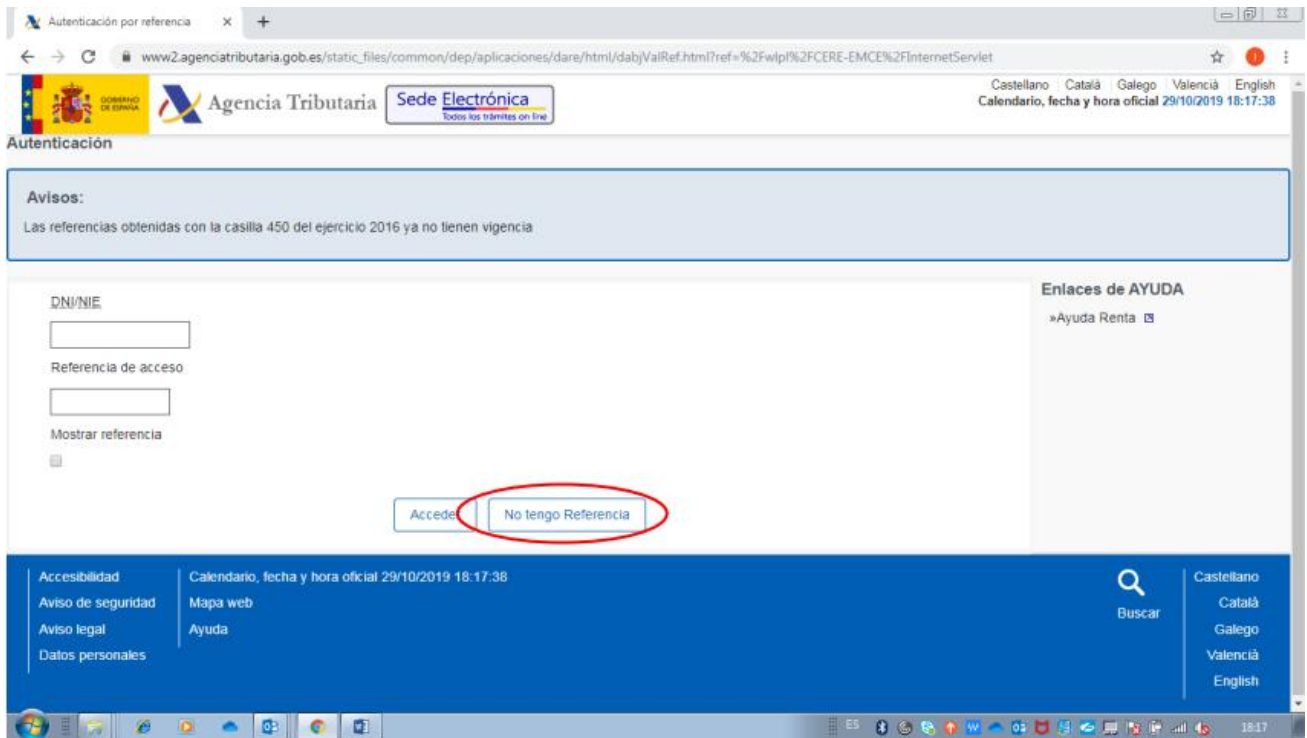 Autenticación por referencia
www2.agenciatributaria.gob.es/static_files/common/dep/aplicaciones/dare/html/dabjValRef.html?ref=%2Fwlpl%2FCERE-EMCE%2FInternetServlet
GOBIERNO
DE ESPAÑA
Agencia Tributaria
Sede Electrónica
Todos los trámites on line
Castellano Català Galego Valencià English
Calendario, fecha y hora oficial 29/10/2019 18:17:38
Autenticación
Avisos:
Las referencias obtenidas con la casilla 450 del ejercicio 2016 ya no tienen vigencia
DNI/NIE
Referencia de acceso
Mostrar referencia
Enlaces de AYUDA
»Ayuda Renta
Acceder No tengo Referencia
Accesibilidad
Aviso de seguridad
Aviso legal
Datos personales
Calendario, fecha y hora oficial 29/10/2019 18:17:38
Mapa web
Ayuda
Buscar
Castellano
Català
Galego
Valencià
English
ES
18:17